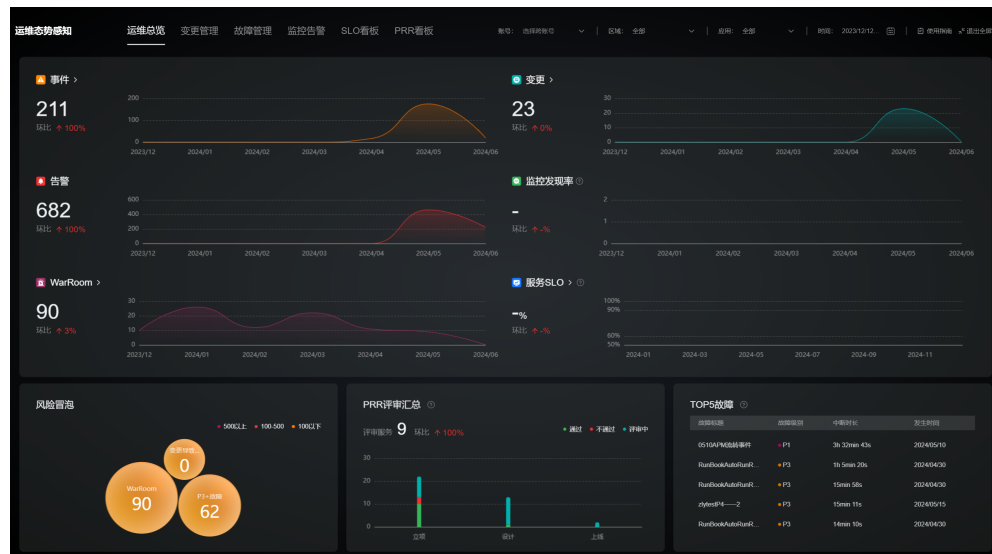 运维态势感知 运维总览 变更管理 故障管理 监控告警 SLO看板 PRR看板 账号: 选择跨账号 区域: 全部 应用: 全部 时间: 2023/12/12... 使用指南 退出全屏
事件 >
211
环比 ↑ 100%
200
100
0
2023/12 2024/01 2024/02 2024/03 2024/04 2024/05 2024/06
变更 >
23
环比 ↑ 0%
30
20
10
0
2023/12 2024/01 2024/02 2024/03 2024/04 2024/05 2024/06
告警
682
环比 ↑ 100%
600
400
200
0
2023/12 2024/01 2024/02 2024/03 2024/04 2024/05 2024/06
监控发现率
-
环比 ↑ -%
2
1
0
2023/12 2024/01 2024/02 2024/03 2024/04 2024/05 2024/06
WarRoom >
90
环比 ↑ 3%
30
20
10
0
2023/12 2024/01 2024/02 2024/03 2024/04 2024/05 2024/06
服务SLO >
-%
环比 ↑ -%
100%
90%
60%
50%
2024-01 2024-03 2024-05 2024-07 2024-09 2024-11
风险冒泡
500以上 100-500 100以下
0
WarRoom
90
P3+故障
62
PRR评审汇总
评审服务 9 环比 ↑ 100%
通过 不通过 评审中
30
20
10
0
立项 设计 上线
TOP5故障
故障标题 故障级别 中断时长 发生时间
0510APM流转事件 P1 3h 32min 43s 2024/05/10
RunBookAutoRunR... P3 1h 5min 20s 2024/04/30
RunBookAutoRunR... P3 15min 58s 2024/04/30
zlytestP4------2 P3 15min 11s 2024/05/15
RunBookAutoRunR... P3 14min 10s 2024/04/30